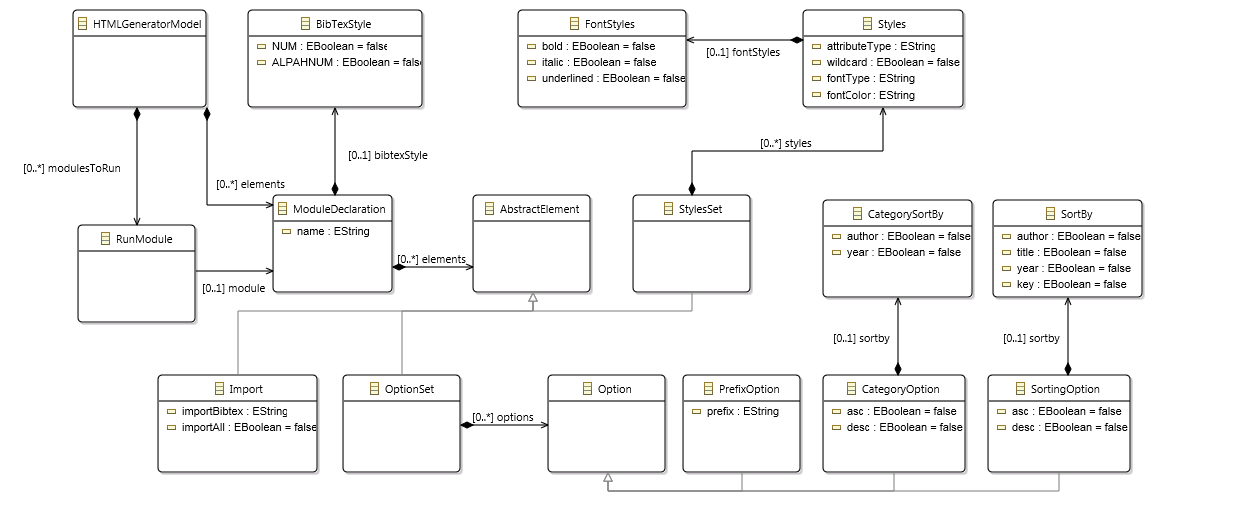 HTMLGeneratorModel
BibTexStyle
NUM : EBoolean = false
ALPAHNUM : EBoolean = false
FontStyles
bold : EBoolean = false
italic : EBoolean = false
underlined : EBoolean = false
[0..1] fontStyles
Styles
attributeType : EString
wildcard : EBoolean = false
fontType : EString
fontColor : EString
[0..*] modulesToRun
[0..*] elements
[0..1] bibtexStyle
[0..*] styles
RunModule
[0..1] module
ModuleDeclaration
name : EString
[0..*] elements
AbstractElement
StylesSet
CategorySortBy
author : EBoolean = false
year : EBoolean = false
SortBy
author : EBoolean = false
title : EBoolean = false
year : EBoolean = false
key : EBoolean = false
[0..1] sortby
[0..1] sortby
Import
importBibtex : EString
importAll : EBoolean = false
OptionSet
[0..*] options
Option
PrefixOption
prefix : EString
CategoryOption
asc : EBoolean = false
desc : EBoolean = false
SortingOption
asc : EBoolean = false
desc : EBoolean = false